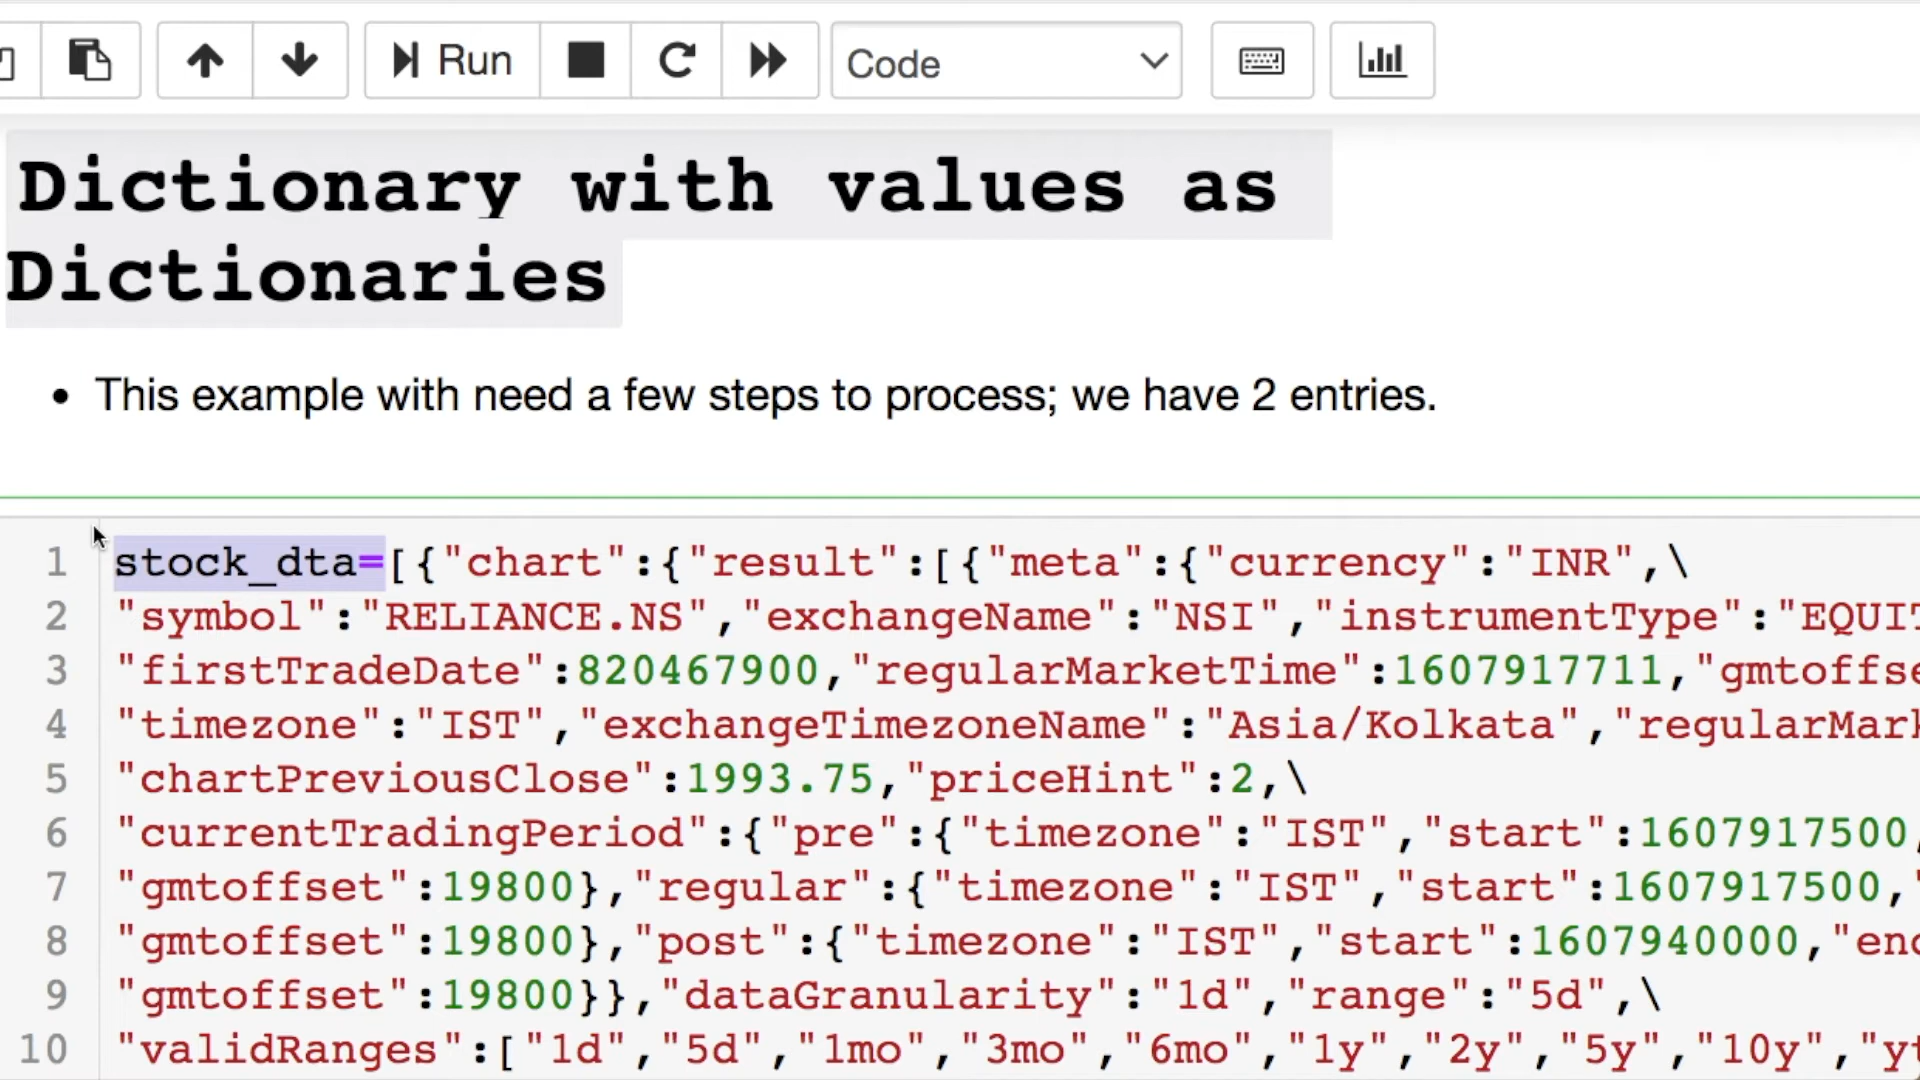 Run
Code
Dictionary with values as
Dictionaries
• This example with need a few steps to process; we have 2 entries.
1 stock_dta=[{"chart":{"result":[{"meta":{"currency":"INR",\
2 "symbol":"RELIANCE.NS","exchangeName":"NSI","instrumentType":"EQUIT
3 "firstTradeDate":820467900,"regularMarketTime":1607917711,"gmtoffse
4 "timezone":"IST","exchangeTimezoneName":"Asia/Kolkata","regularMark
5 "chartPreviousClose":1993.75,"priceHint":2,\
6 "currentTradingPeriod":{"pre":{"timezone":"IST","start":1607917500,
7 "gmtoffset":19800},"regular":{"timezone":"IST","start":1607917500,"
8 "gmtoffset":19800},"post":{"timezone":"IST","start":1607940000,"end
9 "gmtoffset":19800}},"dataGranularity":"1d","range":"5d",\
10 "validRanges":["1d","5d","1mo","3mo","6mo","1y","2y","5y","10y","yt